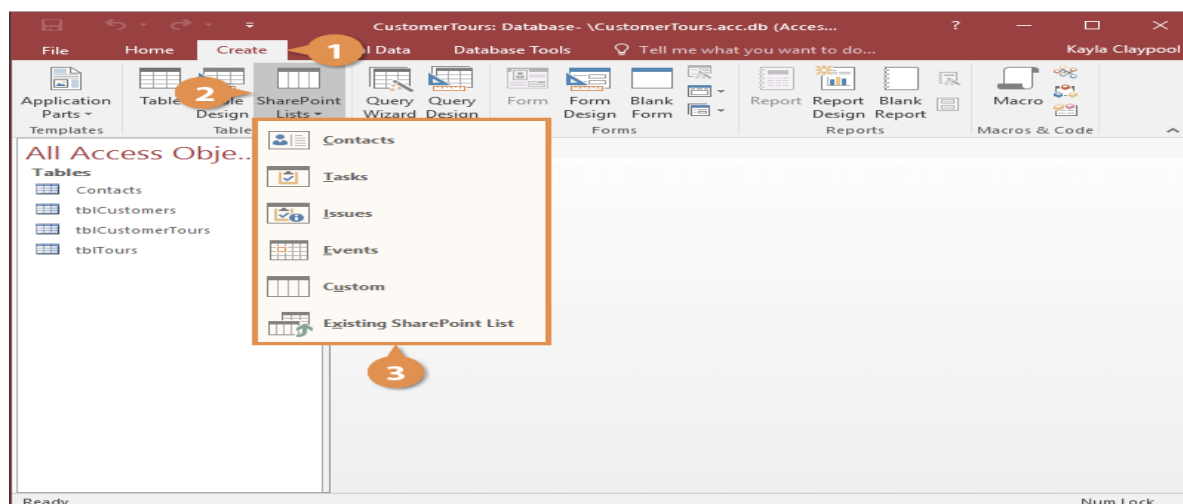 CustomerTours: Database- \CustomerTours.acc.db (Acces... ?
File Home Create 1 l Data Database Tools Tell me what you want to do... Kayla Claypool
Application Parts
Table
2 le Design
SharePoint Lists
Query Wizard
Query Design
Form
Form Design
Blank Form
Report
Report Design
Blank Report
Macro
Templates Table Forms Reports Macros & Code
All Access Obje...
Tables
Contacts
tblCustomers
tblCustomerTours
tblTours
Contacts
Tasks
Issues
Events
Custom
Existing SharePoint List
3
Ready Num Lock